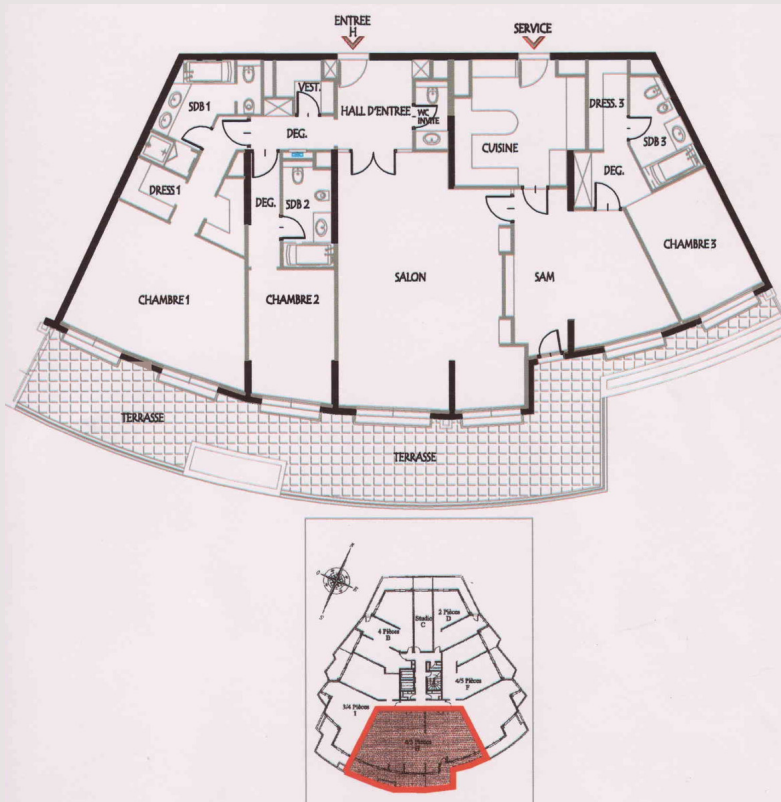 ENTREE
H
SERVICE
SDB 1
VEST.
HALL D'ENTREE
WC
INVITE
DEG.
CUISINE
DRESS. 3
SDB 3
DEG.
DRESS 1
DEG.
SDB 2
CHAMBRE 1
CHAMBRE 2
SALON
SAM
CHAMBRE 3
TERRASSE
TERRASSE
4 Pièces
B
Studio
C
2 Pièces
D
4/5 Pièces
F
3/4 Pièces
I